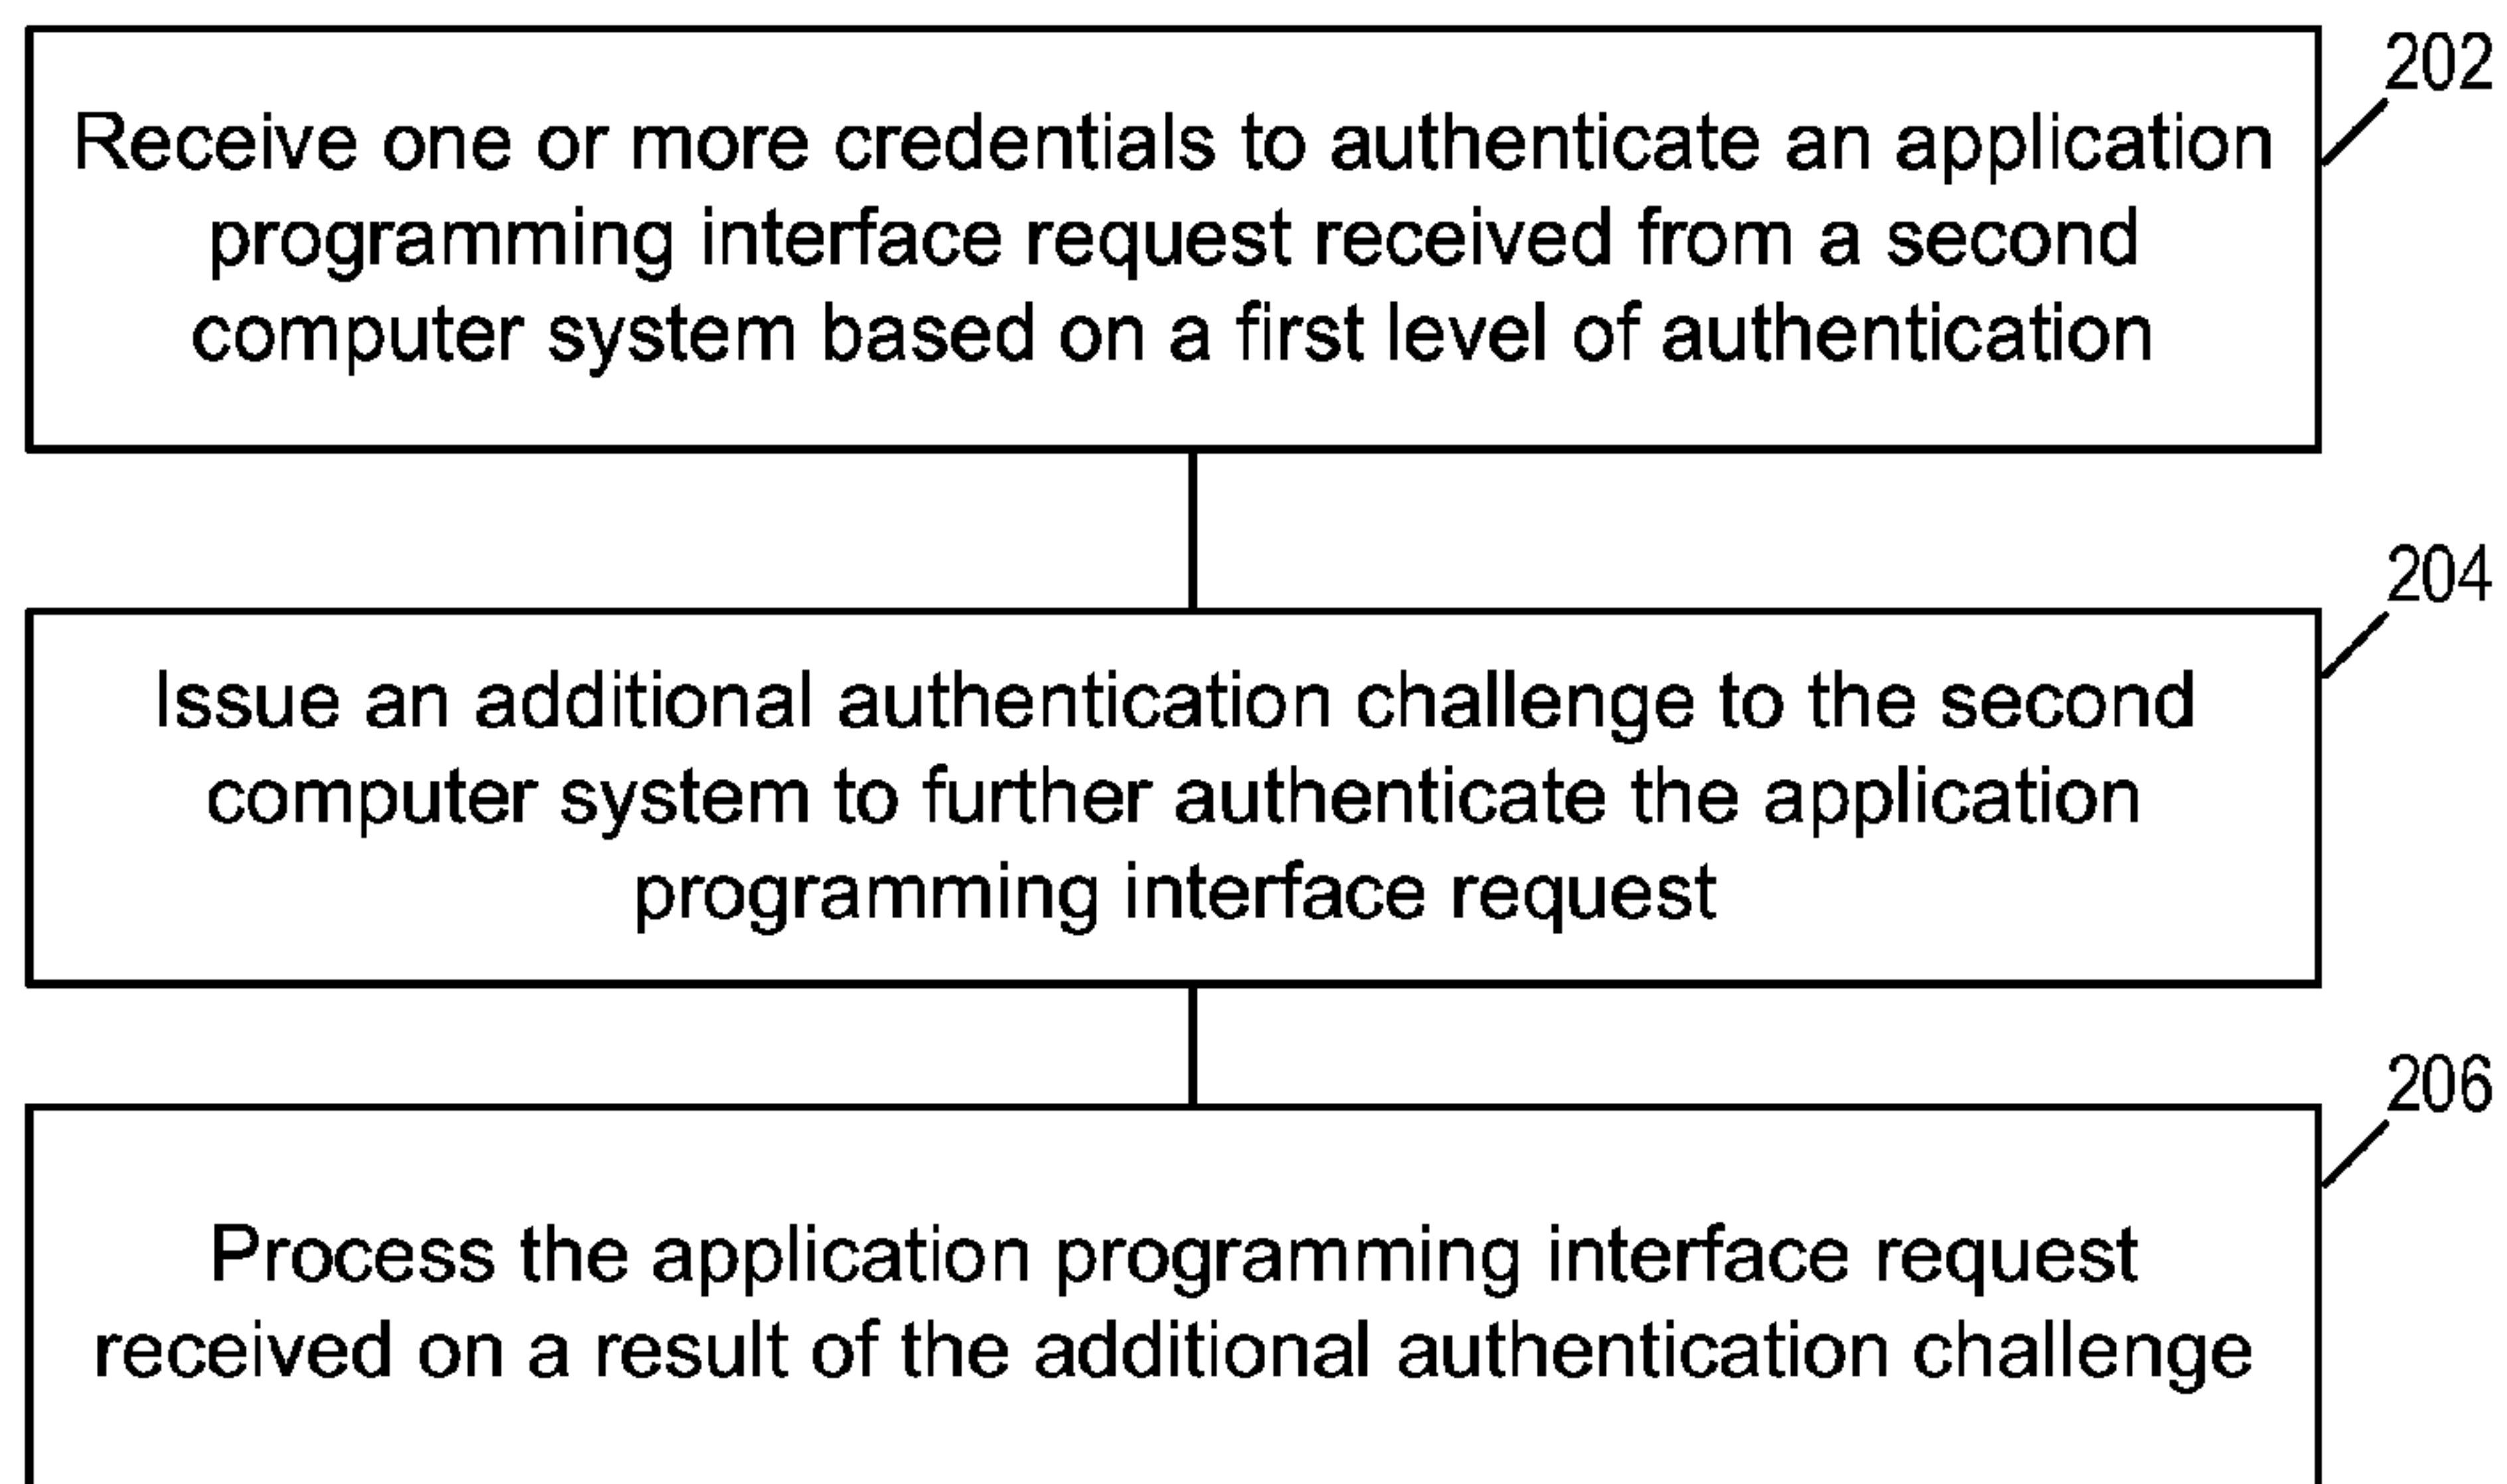 202
Receive one or more credentials to authenticate an application
programming interface request received from a second
computer system based on a first level of authentication
204
Issue an additional authentication challenge to the second
computer system to further authenticate the application
programming interface request
206
Process the application programming interface request
received on a result of the additional authentication challenge